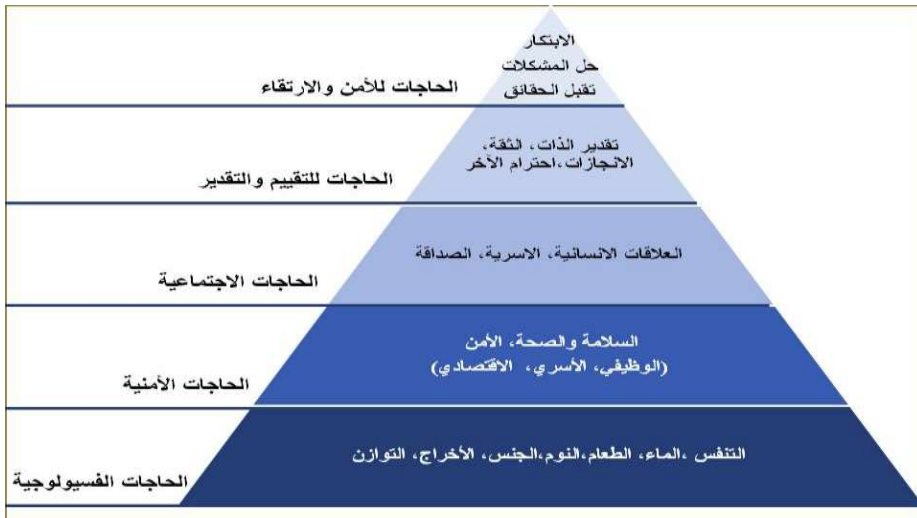 الابتكار
حل المشكلات
تقبل الحقائق
الحاجات للأمن والارتقاء
تقدير الذات، الثقة،
الانجازات،احترام الآخر
الحاجات للتقييم والتقدير
العلاقات الانسانية، الاسرية، الصداقة
الحاجات الاجتماعية
السلامة والصحة، الأمن
(الوظيفي، الأسري، الاقتصادي)
الحاجات الأمنية
التنفس ،الماء، الطعام،النوم،الجنس، الأخراج، التوازن
الحاجات الفسيولوجية